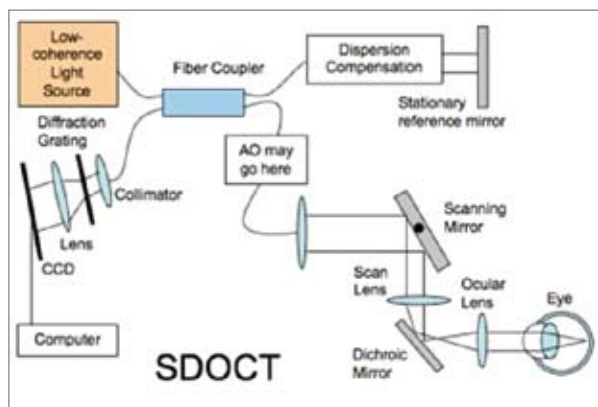 Low-
coherence
Light
Source
Fiber Coupler
Dispersion
Compensation
Stationary
reference mirror
Diffraction
Grating
AO may
go here
Collimator
Lens
CCD
Scanning
Mirror
Scan
Lens
Ocular
Lens
Eye
Computer
SDOCT
Dichroic
Mirror